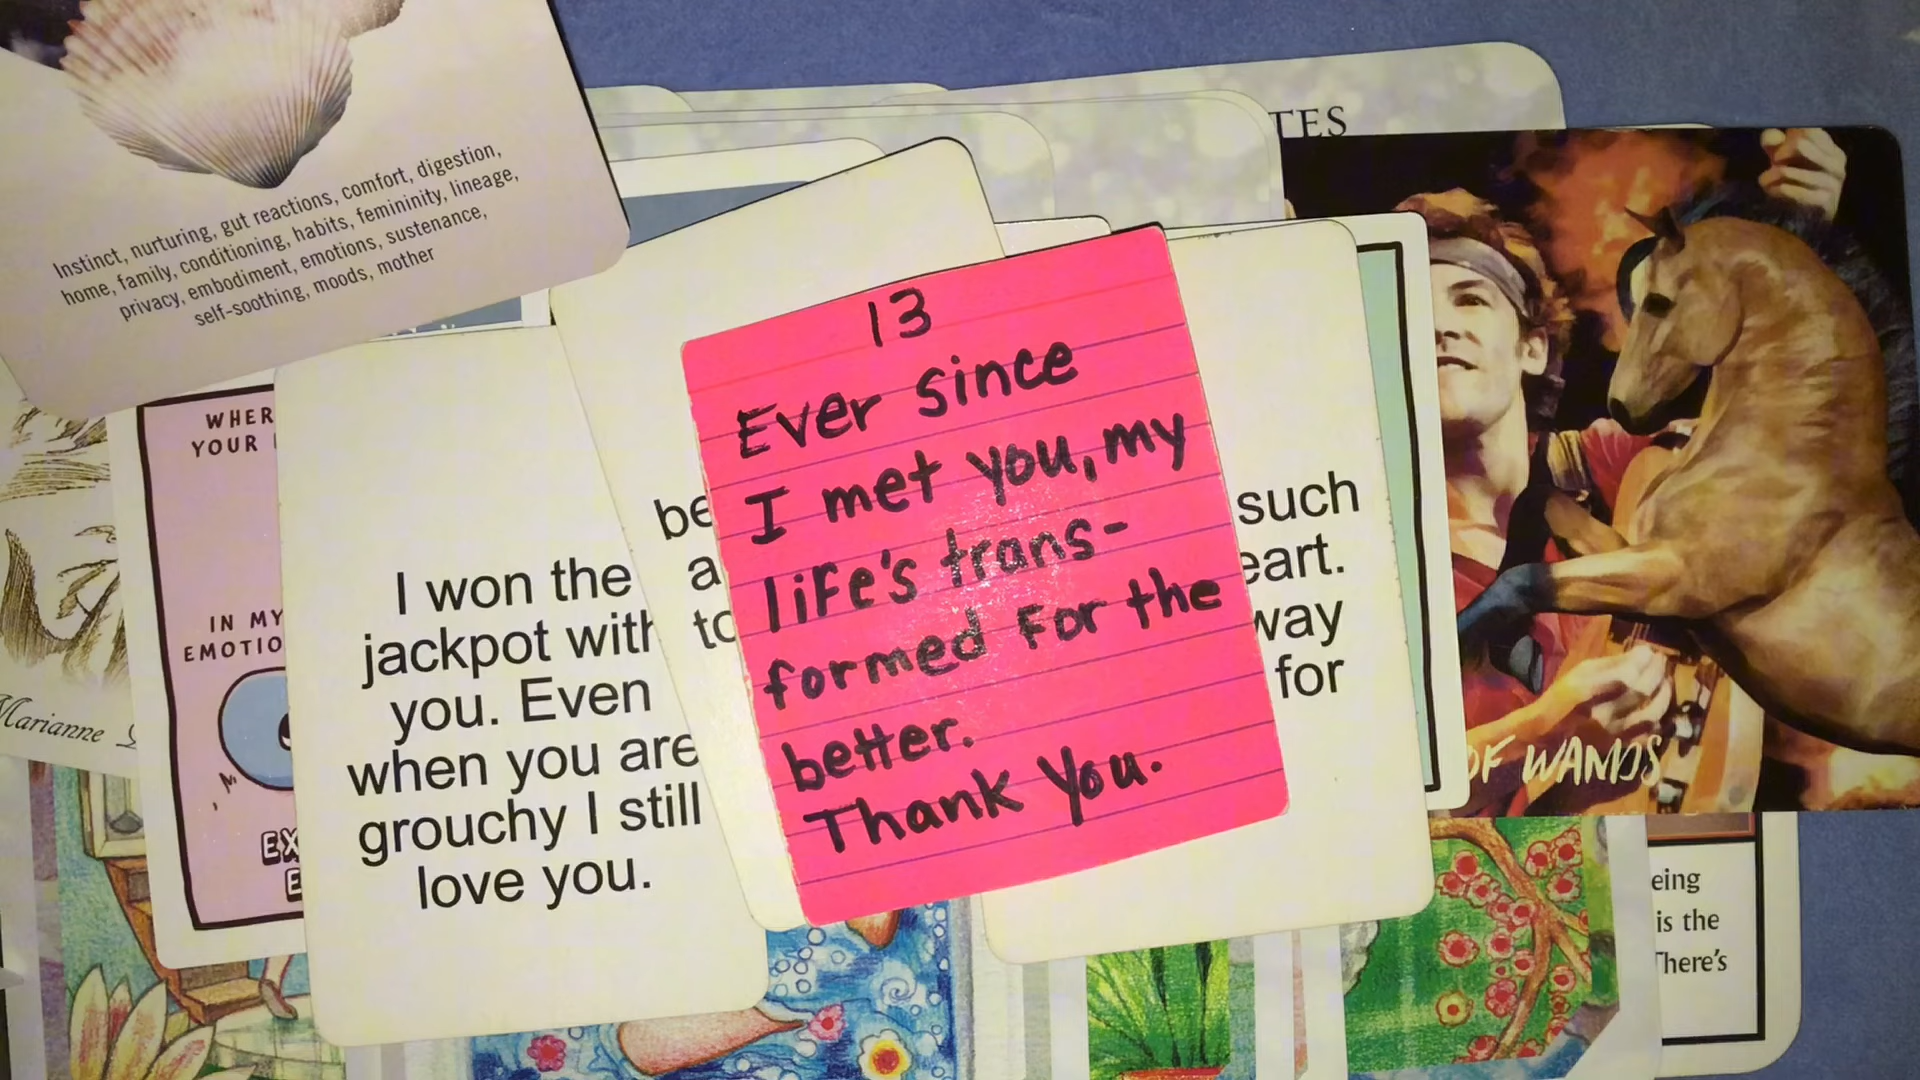 TES
Instinct, nurturing, gut reactions, comfort, digestion,
home, family, conditioning, habits, femininity, lineage,
privacy, embodiment, emotions, sustenance,
self-soothing, moods, mother
13
Ever since
I met you, my
life's trans-
formed for the
better.
Thank You.
WHER
YOUR
IN MY
EMOTIO
EX
E
I won the
jackpot with
you. Even
when you are
grouchy I still
love you.
be
a
to
such
eart.
way
for
Marianne
OF WANDS
eing
is the
There's